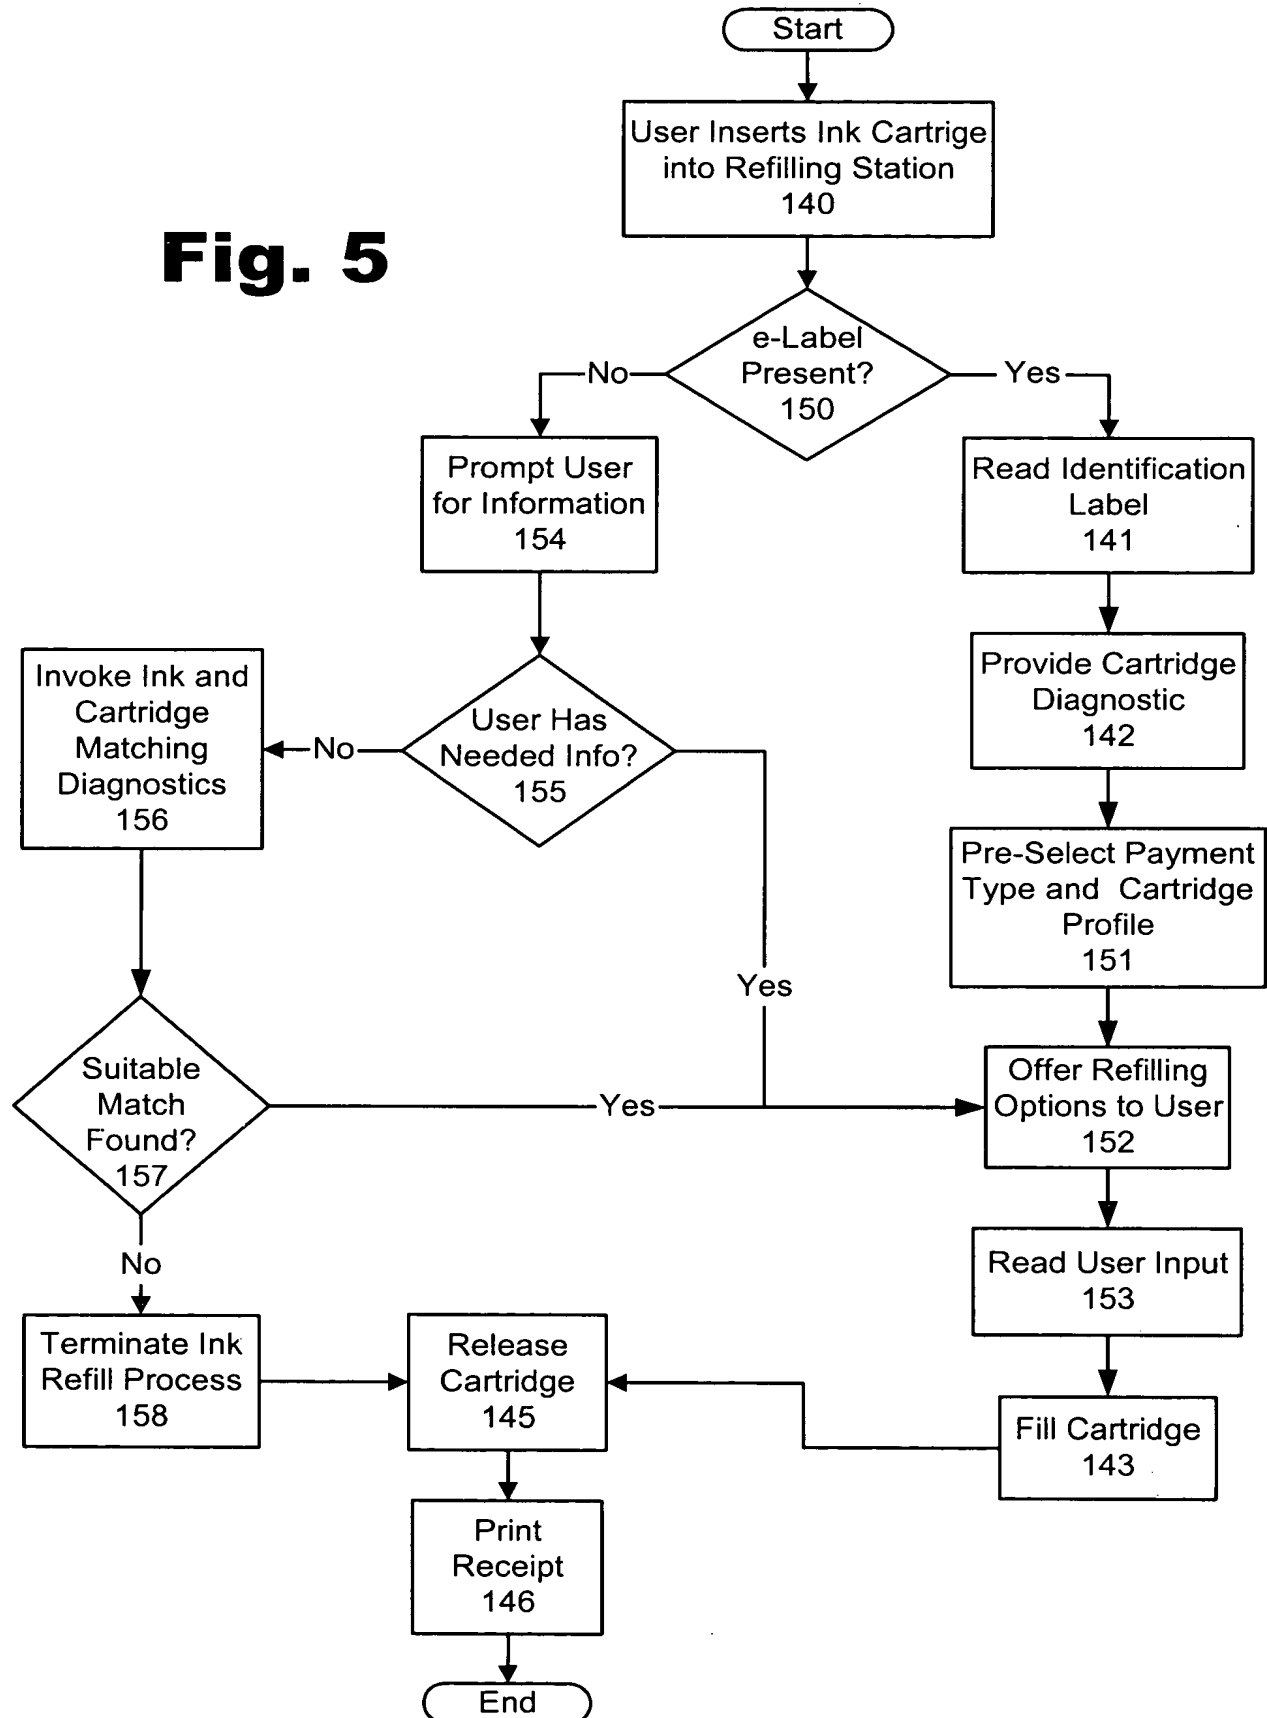 Start
User Inserts Ink Cartrige
into Refilling Station
140
Fig. 5
e-Label
Present?
150
No
Yes
Prompt User
for Information
154
Read Identification
Label
141
Invoke Ink and
Cartridge
Matching
Diagnostics
156
No
User Has
Needed Info?
155
Provide Cartridge
Diagnostic
142
Pre-Select Payment
Type and Cartridge
Profile
151
Yes
Suitable
Match
Found?
157
Yes
Offer Refilling
Options to User
152
No
Read User Input
153
Terminate Ink
Refill Process
158
Release
Cartridge
145
Fill Cartridge
143
Print
Receipt
146
End